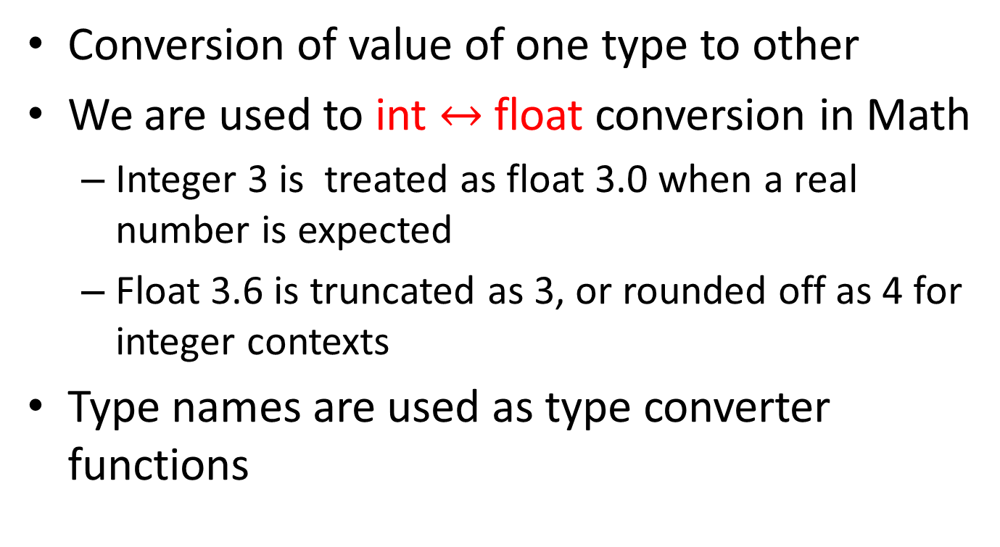 • Conversion of value of one type to other
• We are used to int ↔ float conversion in Math
– Integer 3 is  treated as float 3.0 when a real
number is expected
– Float 3.6 is truncated as 3, or rounded off as 4 for
integer contexts
• Type names are used as type converter
functions